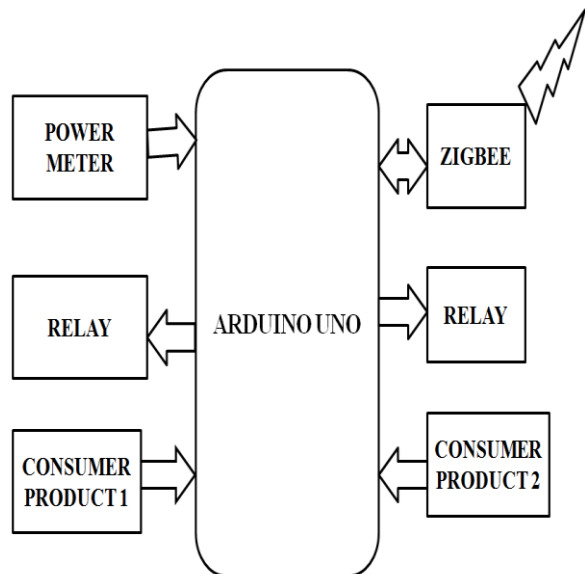 POWER
METER
ZIGBEE
RELAY
ARDUINO UNO
RELAY
CONSUMER
PRODUCT 1
CONSUMER
PRODUCT 2